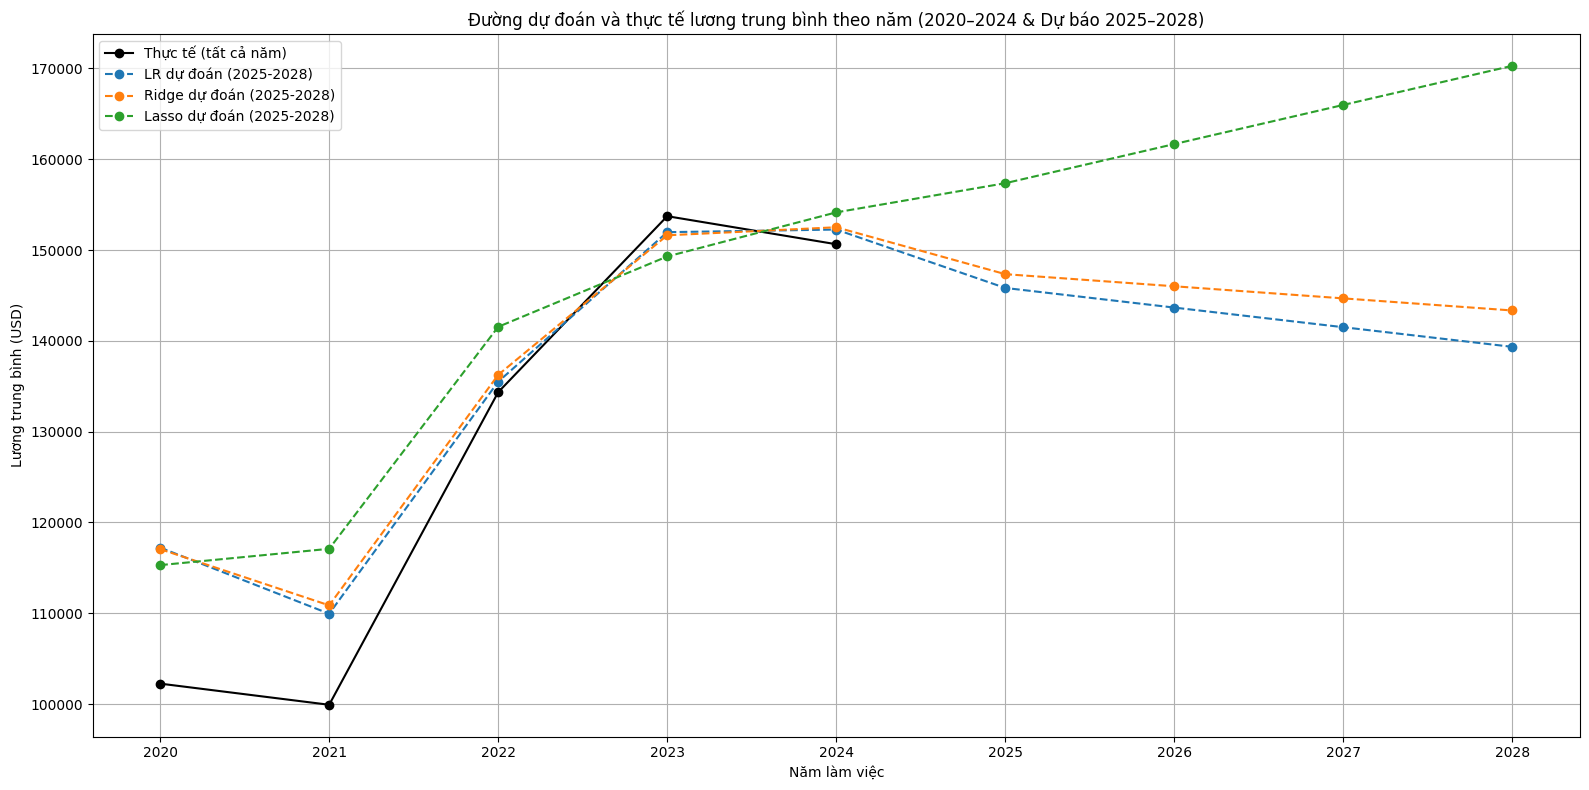 Đường dự đoán và thực tế lương trung bình theo năm (2020–2024 & Dự báo 2025–2028)
Thực tế (tất cả năm)
LR dự đoán (2025-2028)
Ridge dự đoán (2025-2028)
Lasso dự đoán (2025-2028)
Lương trung bình (USD)
170000
160000
150000
140000
130000
120000
110000
100000
2020 2021 2022 2023 2024 2025 2026 2027 2028
Năm làm việc